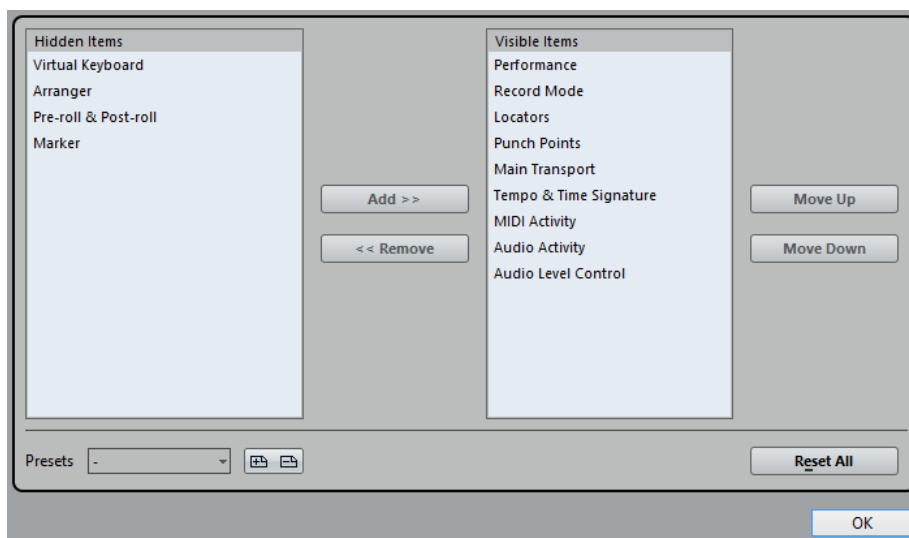 Hidden Items
Virtual Keyboard
Arranger
Pre-roll & Post-roll
Marker
Add >>
<< Remove
Visible Items
Performance
Record Mode
Locators
Punch Points
Main Transport
Tempo & Time Signature
MIDI Activity
Audio Activity
Audio Level Control
Move Up
Move Down
Presets -
Reset All
OK